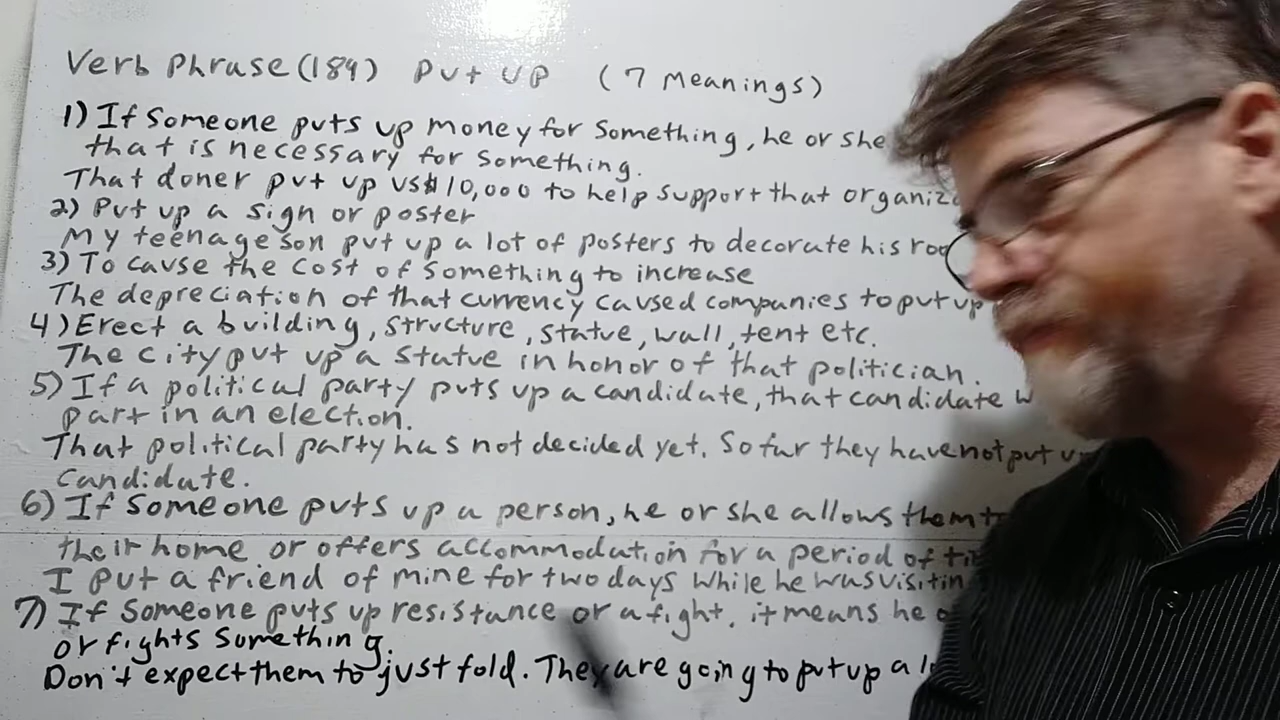 Verb Phrase (184) Put Up (7 Meanings)
1) If Someone puts up money for Something, he or she
that is necessary for something.
That doner put up US$10,000 to help support that
2) Put up a sign or poster
My teenage son put up a lot of posters to decorate his
3) To cause the cost of something to increase
The depreciation of that currency caused companies to put up
4) Erect a building, structure, statue, wall, tent etc.
The city put up a statue in honor of that politician.
5) If a political party puts up a candidate, that candidate
part in an election.
That political party has not decided yet. So far they have not put
Candidate.
6) If Someone puts up a person, he or she allows them
their home or offers accommodation for a period of
I put a friend of mine for two days while he was
7) If Someone puts up resistance or a fight, it means he
or fights Something.
Don't expect them to just fold. They are going to put up a